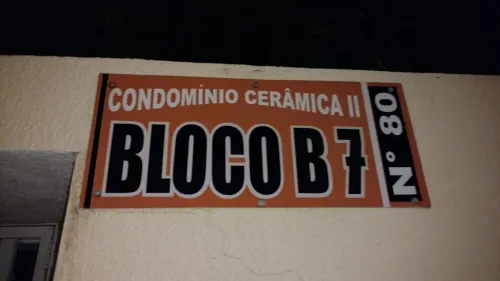 CONDOMÍNIO CERÂMICA II
BLOCO B 7
Nº 80